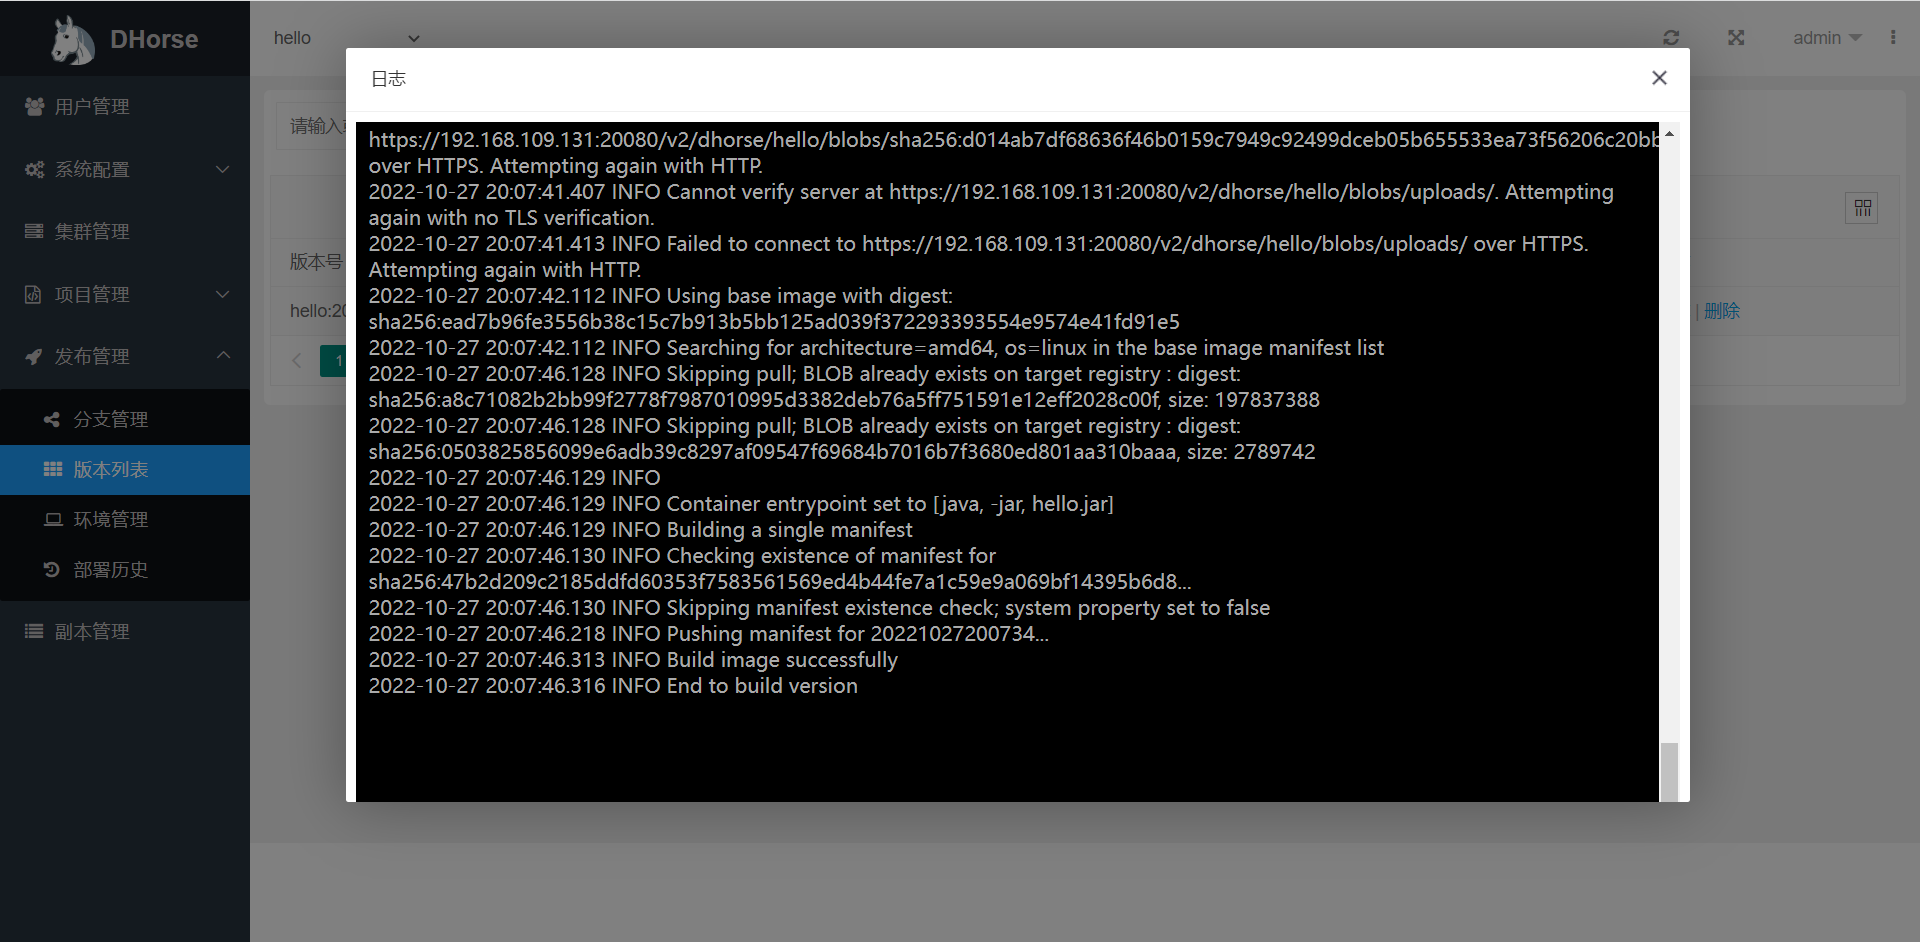 DHorse
hello
admin
用户管理
系统配置
集群管理
项目管理
发布管理
分支管理
版本列表
环境管理
部署历史
副本管理
请输入
版本号
hello:20
| 删除
1
日志
https://192.168.109.131:20080/v2/dhorse/hello/blobs/sha256:d014ab7df68636f46b0159c7949c92499dceb05b655533ea73f56206c20bb
over HTTPS. Attempting again with HTTP.
2022-10-27 20:07:41.407 INFO Cannot verify server at https://192.168.109.131:20080/v2/dhorse/hello/blobs/uploads/. Attempting
again with no TLS verification.
2022-10-27 20:07:41.413 INFO Failed to connect to https://192.168.109.131:20080/v2/dhorse/hello/blobs/uploads/ over HTTPS.
Attempting again with HTTP.
2022-10-27 20:07:42.112 INFO Using base image with digest:
sha256:ead7b96fe3556b38c15c7b913b5bb125ad039f372293393554e9574e41fd91e5
2022-10-27 20:07:42.112 INFO Searching for architecture=amd64, os=linux in the base image manifest list
2022-10-27 20:07:46.128 INFO Skipping pull; BLOB already exists on target registry : digest:
sha256:a8c71082b2bb99f2778f7987010995d3382deb76a5ff751591e12eff2028c00f, size: 197837388
2022-10-27 20:07:46.128 INFO Skipping pull; BLOB already exists on target registry : digest:
sha256:0503825856099e6adb39c8297af09547f69684b7016b7f3680ed801aa310baaa, size: 2789742
2022-10-27 20:07:46.129 INFO
2022-10-27 20:07:46.129 INFO Container entrypoint set to [java, -jar, hello.jar]
2022-10-27 20:07:46.129 INFO Building a single manifest
2022-10-27 20:07:46.130 INFO Checking existence of manifest for
sha256:47b2d209c2185ddfd60353f7583561569ed4b44fe7a1c59e9a069bf14395b6d8...
2022-10-27 20:07:46.130 INFO Skipping manifest existence check; system property set to false
2022-10-27 20:07:46.218 INFO Pushing manifest for 20221027200734...
2022-10-27 20:07:46.313 INFO Build image successfully
2022-10-27 20:07:46.316 INFO End to build version